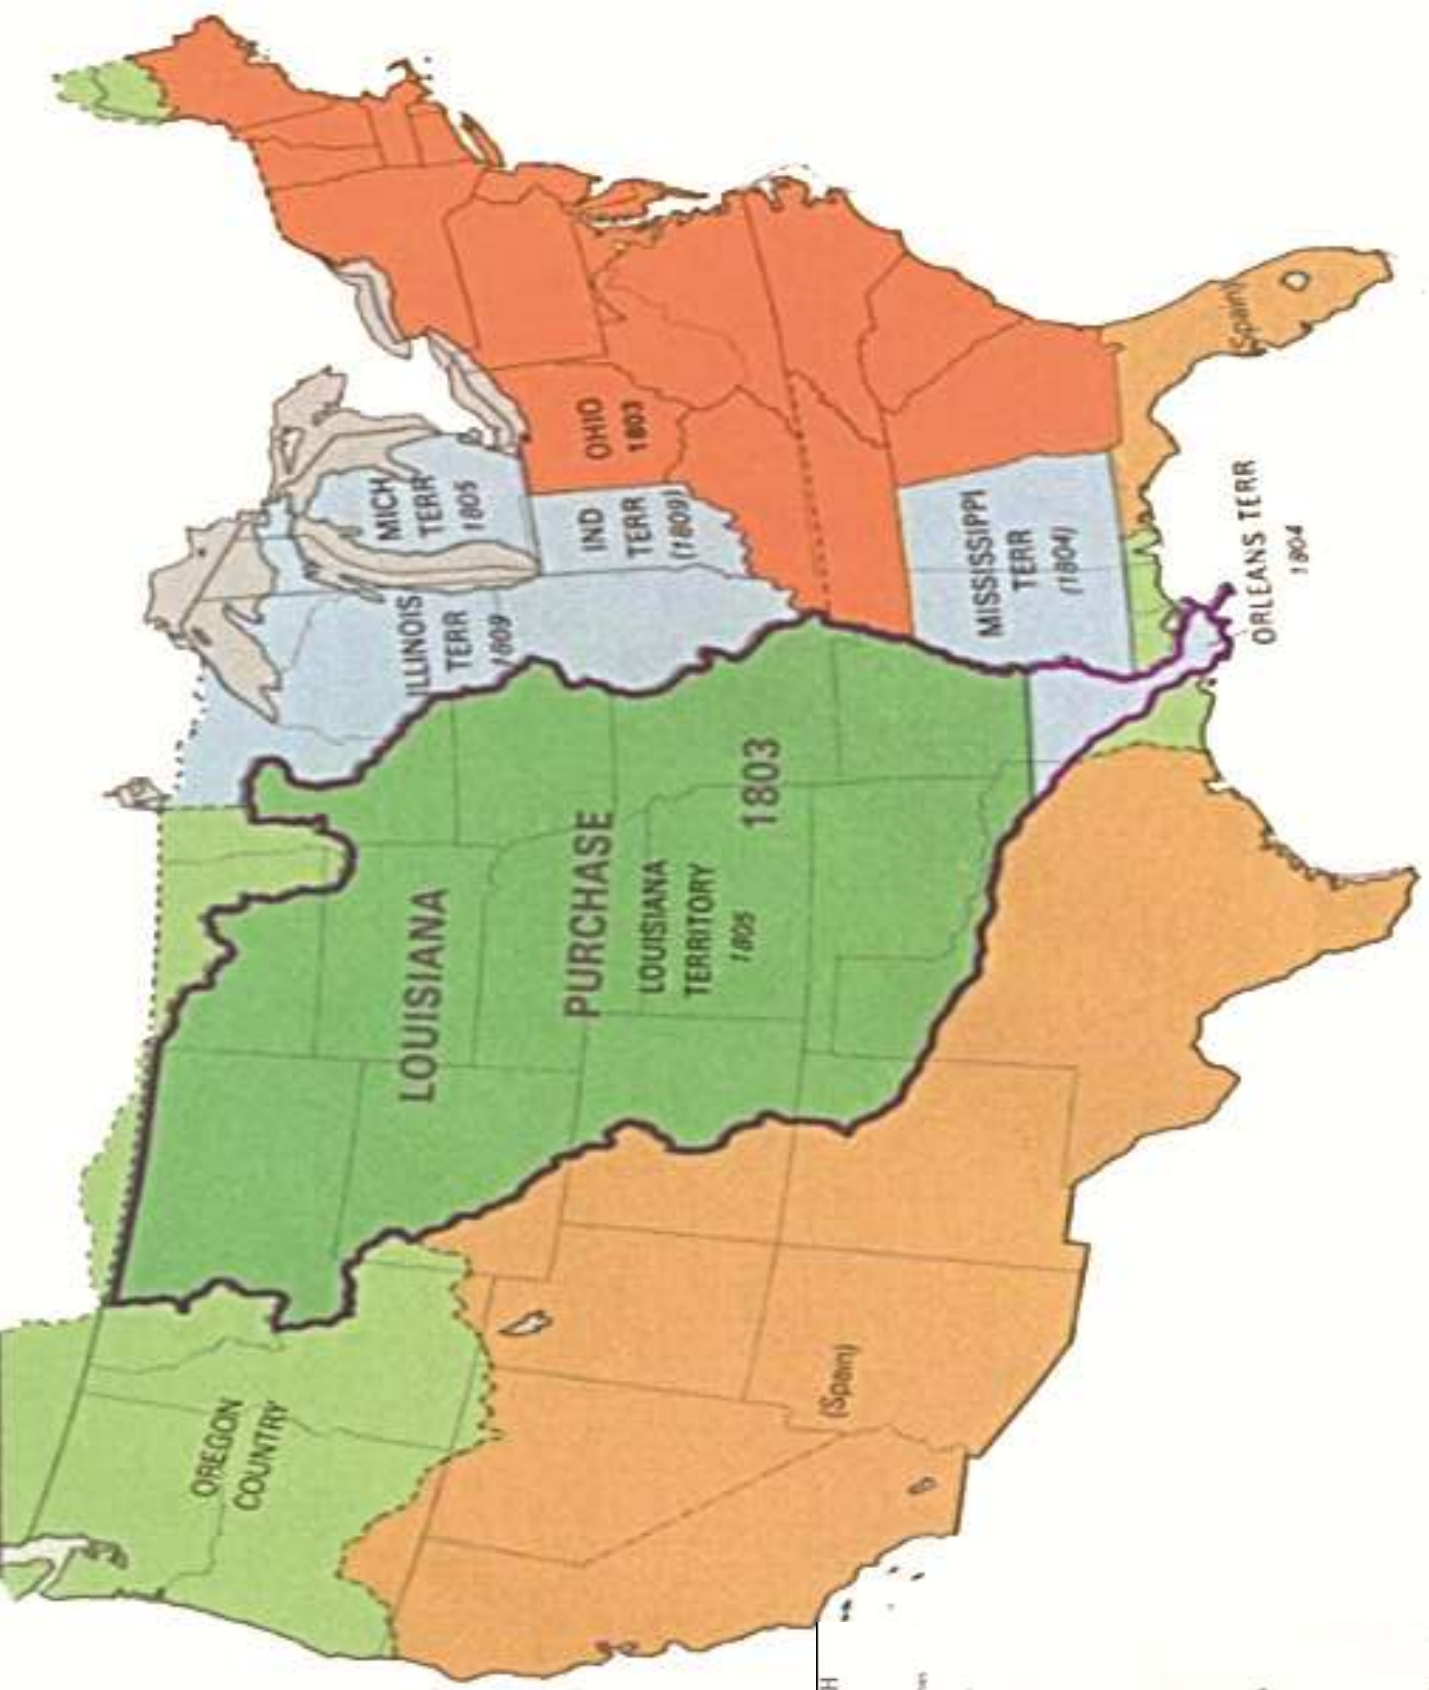 OREGON
COUNTRY
LOUISIANA
PURCHASE
1803
LOUISIANA
TERRITORY
1805
ILLINOIS
TERR
1809
MICH
TERR
1805
IND
TERR
(1809)
OHIO
1803
MISSISSIPPI
TERR
(1804)
ORLEANS TERR
1804
(Spain)
(Spain)
H